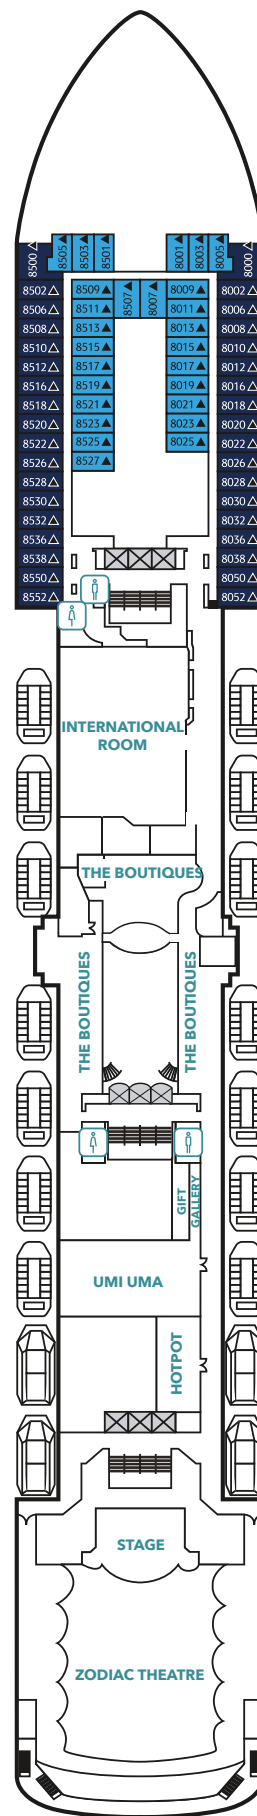 8505 8503 8501 8001 8003 8005
8500 8000
8502 8509 8507 8007 8009 8002
8506 8511 8011 8006
8508 8513 8013 8008
8510 8515 8015 8010
8512 8517 8017 8012
8516 8519 8019 8016
8518 8521 8021 8018
8520 8523 8023 8020
8522 8525 8025 8022
8526 8527 8026
8528 8028
8530 8030
8532 8032
8536 8036
8538 8038
8550 8050
8552 8052
INTERNATIONAL
ROOM
THE BOUTIQUES
THE BOUTIQUES
THE BOUTIQUES
GIFT
GALLERY
UMI UMA
HOTPOT
STAGE
ZODIAC THEATRE